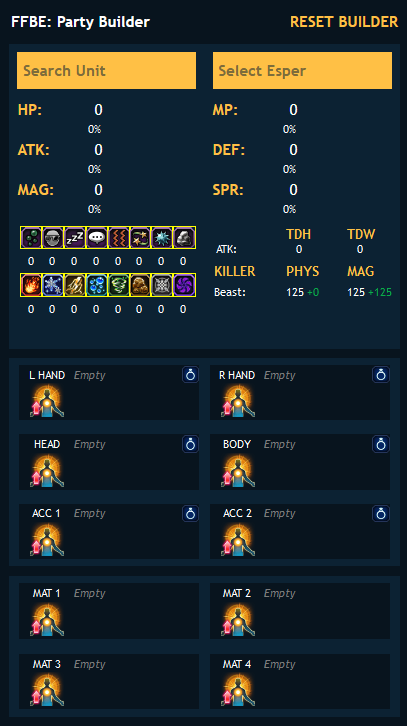 FFBE: Party Builder RESET BUILDER
Search Unit Select Esper
HP: 0 MP: 0
0% 0%
ATK: 0 DEF: 0
0% 0%
MAG: 0 SPR: 0
0% 0%
TDH TDW
ATK: 0 0
0 0 0 0 0 0 0 0
KILLER PHYS MAG
Beast: 125 +0 125 +125
0 0 0 0 0 0 0 0
L HAND Empty R HAND Empty
HEAD Empty BODY Empty
ACC 1 Empty ACC 2 Empty
MAT 1 Empty MAT 2 Empty
MAT 3 Empty MAT 4 Empty